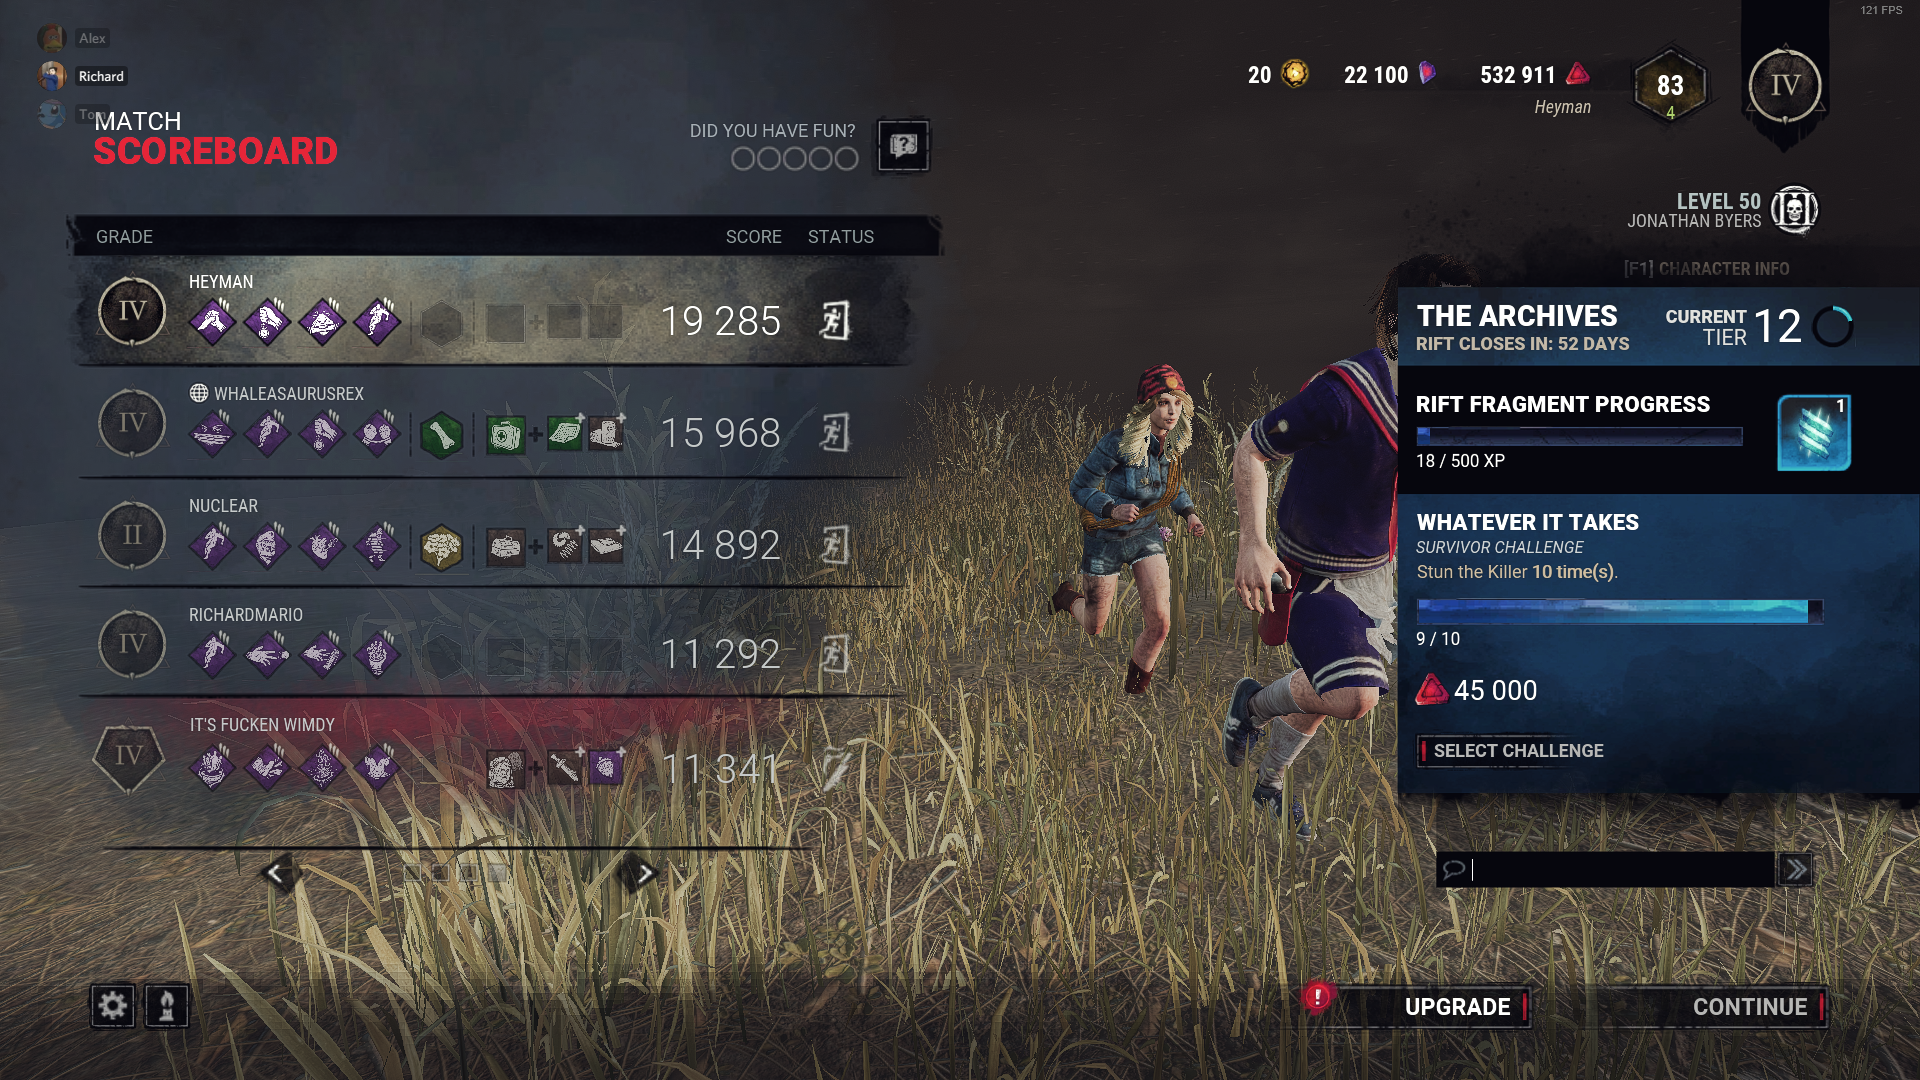 121 FPS
Alex
Richard
Tom
MATCH
SCOREBOARD
DID YOU HAVE FUN?
20
22 100
532 911
Heyman
83
4
IV
LEVEL 50
JONATHAN BYERS
[F1] CHARACTER INFO
GRADE SCORE STATUS
HEYMAN
IV
19 285
WHALEASAURUSREX
IV
15 968
NUCLEAR
II
14 892
RICHARDMARIO
IV
11 292
IT'S FUCKEN WIMDY
IV
11 341
THE ARCHIVES
RIFT CLOSES IN: 52 DAYS
CURRENT
TIER 12
RIFT FRAGMENT PROGRESS
1
18 / 500 XP
WHATEVER IT TAKES
SURVIVOR CHALLENGE
Stun the Killer 10 time(s).
9 / 10
45 000
SELECT CHALLENGE
UPGRADE
CONTINUE